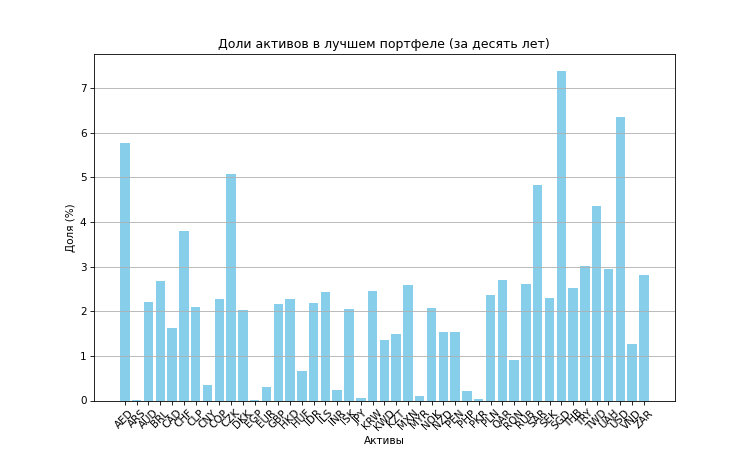 Доли активов в лучшем портфеле (за десять лет)
Доля (%)
7
6
5
4
3
2
1
0
AED ARS AUD BRL CAD CHF CLP CNY COP CZK DKK EGP EUR GBP HKD HUF IDR ILS INR ISK JPY KRW KWD KZT MXN MYR NOK NZD PEN PHP PKR PLN QAR RON RUB SAR SEK SGD THB TRY TWD UAH USD VND ZAR
Активы